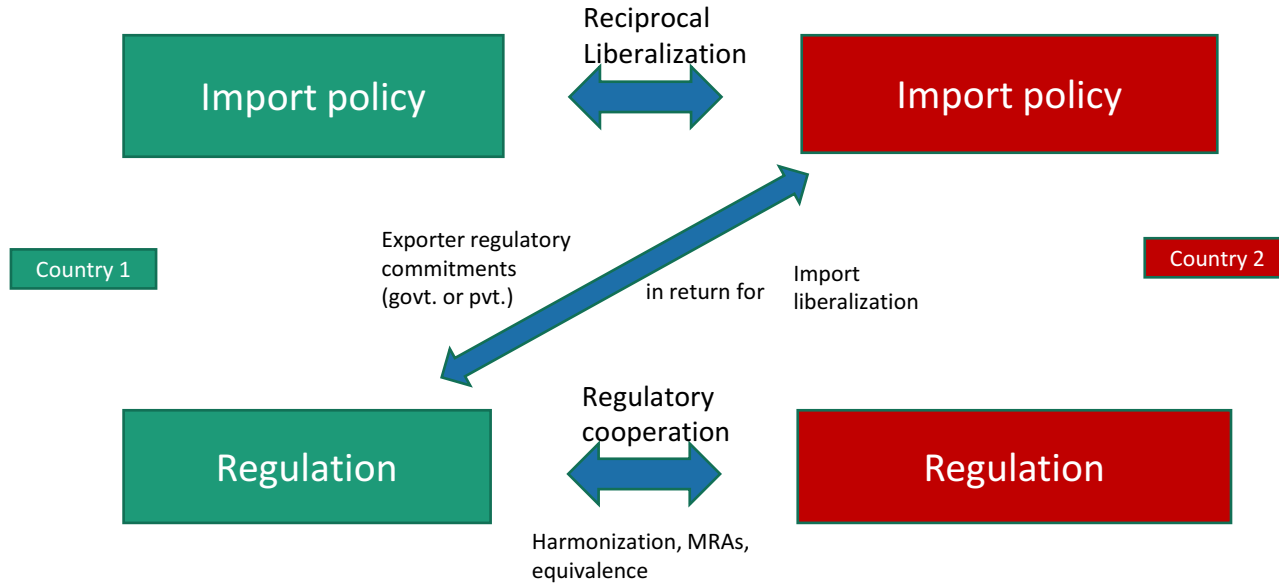 Reciprocal
Liberalization
Import policy
Import policy
Exporter regulatory
commitments
(govt. or pvt.)
in return for
Import
liberalization
Country 1
Country 2
Regulatory
cooperation
Regulation
Regulation
Harmonization, MRAs,
equivalence